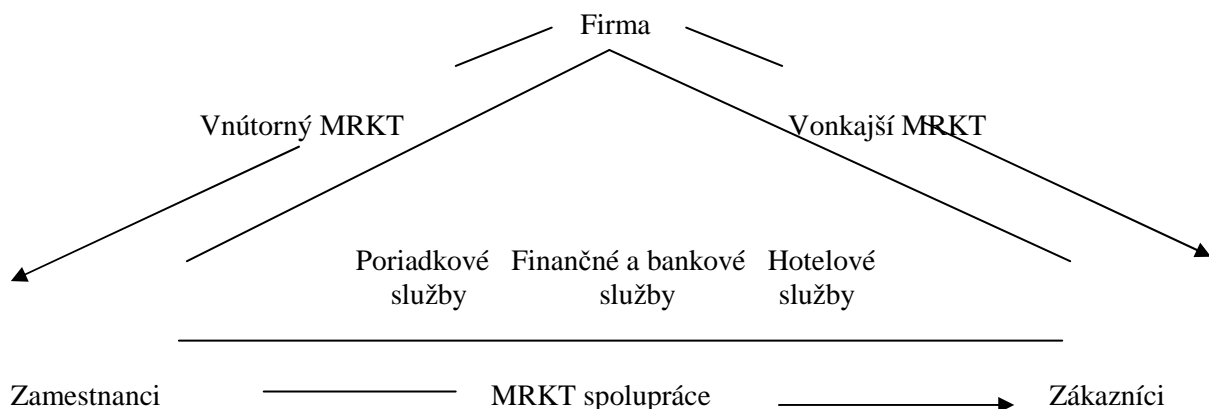 Firma
Vnútorný MRKT
Vonkajší MRKT
Poriadkové Finančné a bankové Hotelové
služby služby služby
Zamestnanci MRKT spolupráce Zákazníci